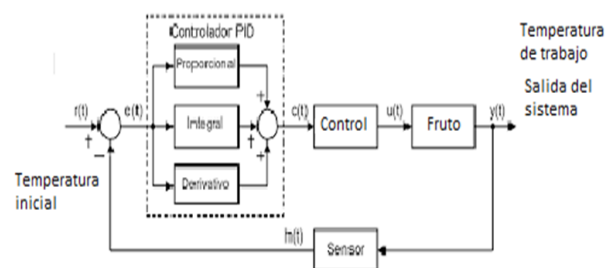 Temperatura
de trabajo
Controlador PID
Proporcional
+
Salida del
sistema
r(t)
e(t)
Integral
c(t)
Control
u(t)
Fruto
y(t)
+
+
−
+
Derivativo
Temperatura
inicial
h(t)
Sensor